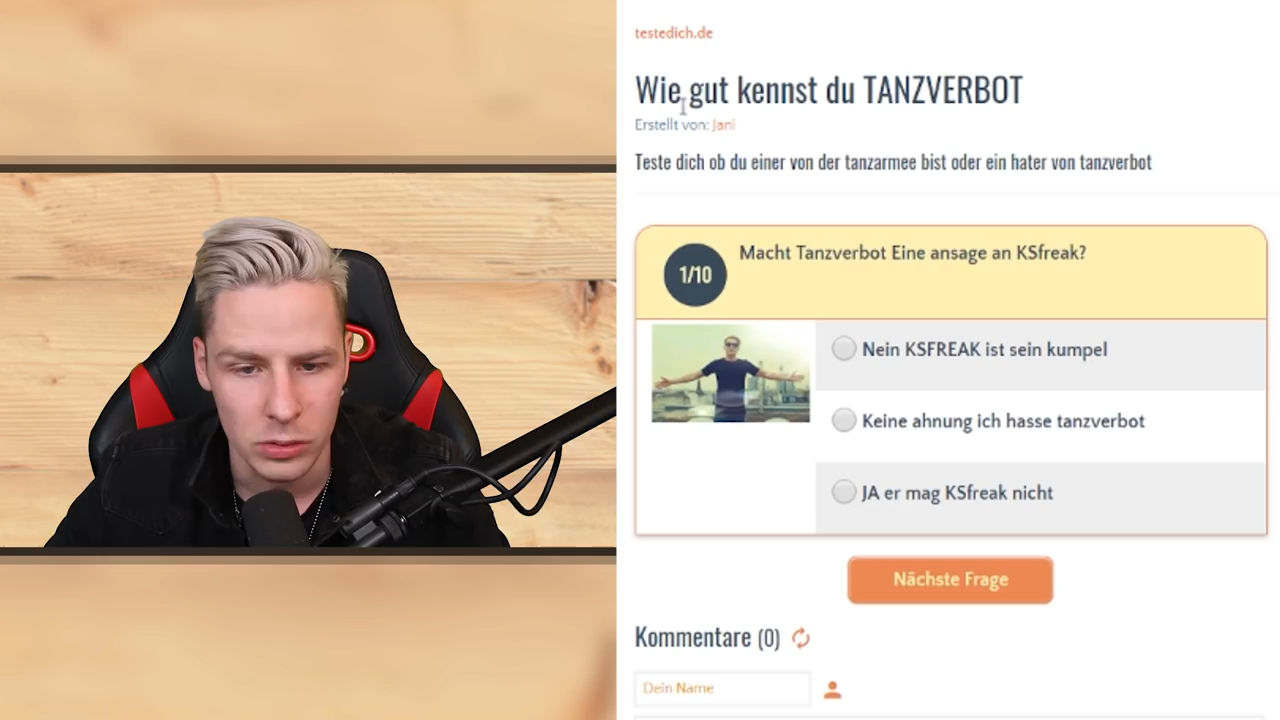 testedich.de
Wie gut kennst du TANZVERBOT
Erstellt von: Jani
Teste dich ob du einer von der tanzarmee bist oder ein hater von tanzverbot
1/10
Macht Tanzverbot Eine ansage an KSfreak?
Nein KSFREAK ist sein kumpel
Keine ahnung ich hasse tanzverbot
JA er mag KSfreak nicht
Nächste Frage
Kommentare (0)
Dein Name